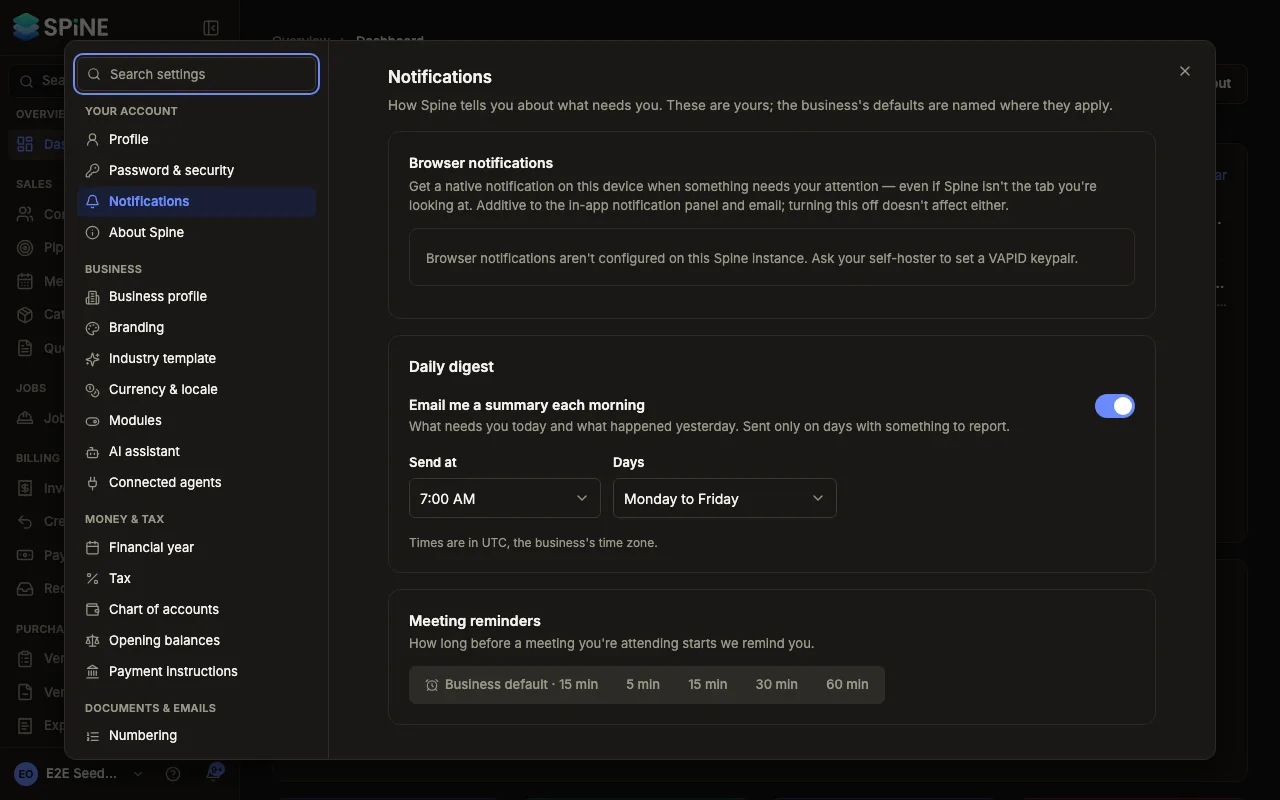 SPiNE
Overview
Dashboard
Search settings
YOUR ACCOUNT
Profile
Password & security
Notifications
About Spine
BUSINESS
Business profile
Branding
Industry template
Currency & locale
Modules
AI assistant
Connected agents
MONEY & TAX
Financial year
Tax
Chart of accounts
Opening balances
Payment instructions
DOCUMENTS & EMAILS
Numbering
Notifications
How Spine tells you about what needs you. These are yours; the business's defaults are named where they apply.
Browser notifications
Get a native notification on this device when something needs your attention — even if Spine isn't the tab you're
looking at. Additive to the in-app notification panel and email; turning this off doesn't affect either.
Browser notifications aren't configured on this Spine instance. Ask your self-hoster to set a VAPID keypair.
Daily digest
Email me a summary each morning
What needs you today and what happened yesterday. Sent only on days with something to report.
Send at
Days
7:00 AM
Monday to Friday
Times are in UTC, the business's time zone.
Meeting reminders
How long before a meeting you're attending starts we remind you.
Business default · 15 min
5 min
15 min
30 min
60 min
SALES
JOBS
BILLING
EO
E2E Seed...
9+